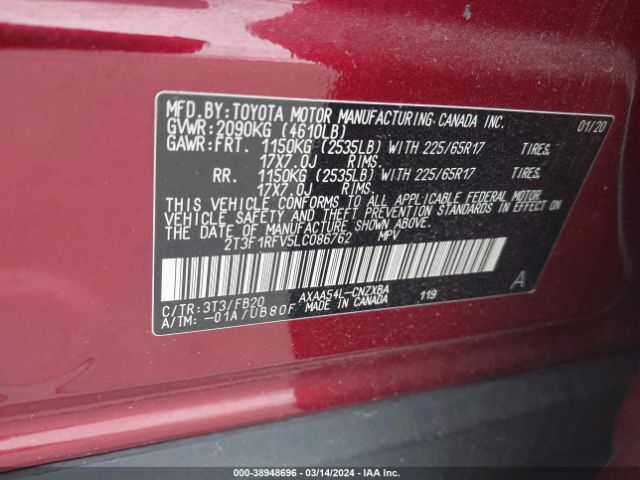 MFD.BY:TOYOTA MOTOR MANUFACTURING CANADA INC. 01/20
GVWR:2090KG (4610LB)
GAWR:FRT. 1150KG (2535LB) WITH 225/65R17 TIRES,
17X7.0J RIMS.
RR. 1150KG (2535LB) WITH 225/65R17 TIRES,
17X7.0J RIMS.
THIS VEHICLE CONFORMS TO ALL APPLICABLE FEDERAL MOTOR
VEHICLE SAFETY AND THEFT PREVENTION STANDARDS IN EFFECT ON
THE DATE OF MANUFACTURE SHOWN ABOVE.
2T3F1RFV5LC086762 MPV
A
C/TR:3T3/FB20 AXAA54L-CNZXBA 119
A/TM: -01A/UB80F MADE IN CANADA
000-38948696 - 03/14/2024 - IAA Inc.